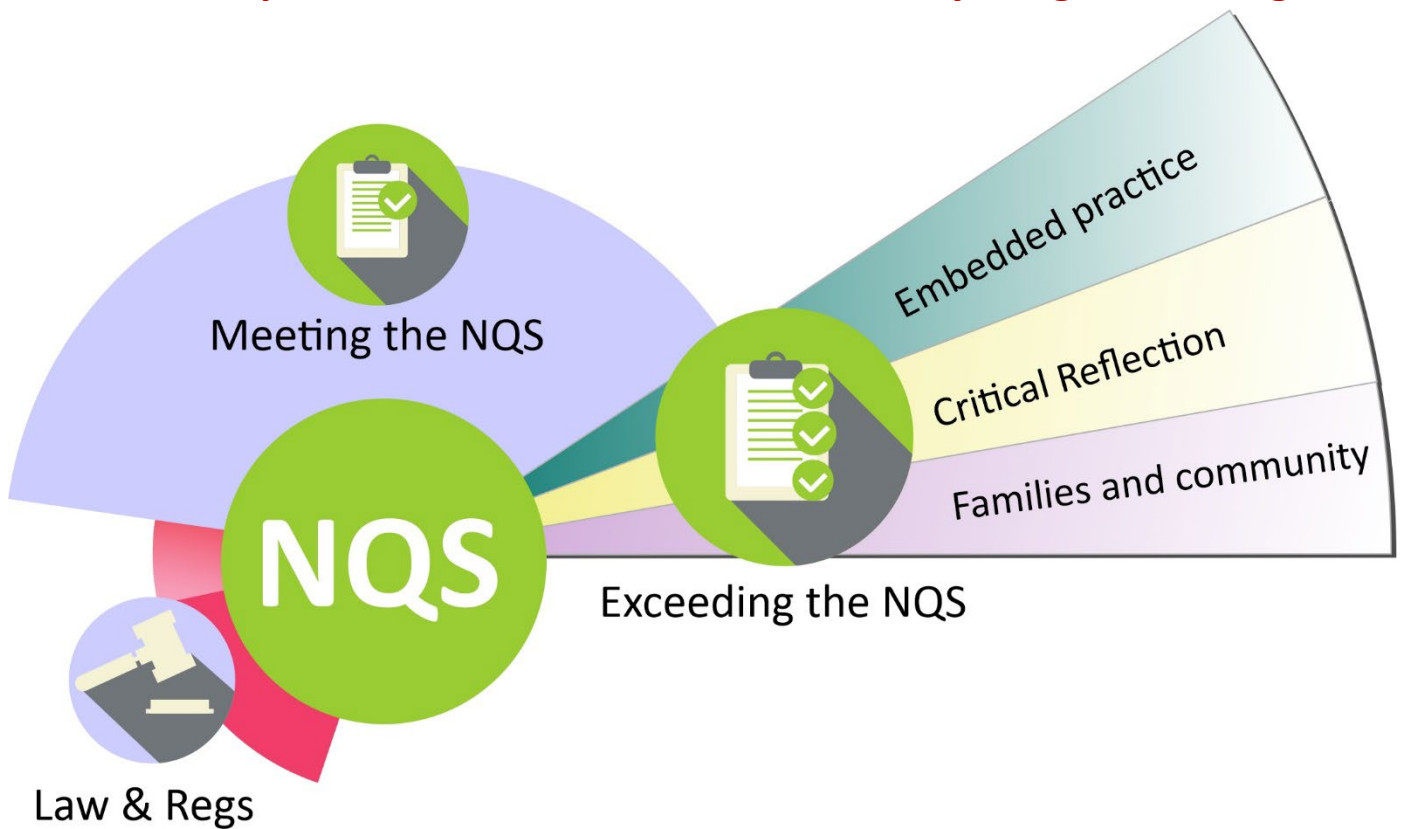 Meeting the NQS
Embedded practice
Critical Reflection
Families and community
NQS
Exceeding the NQS
Law & Regs